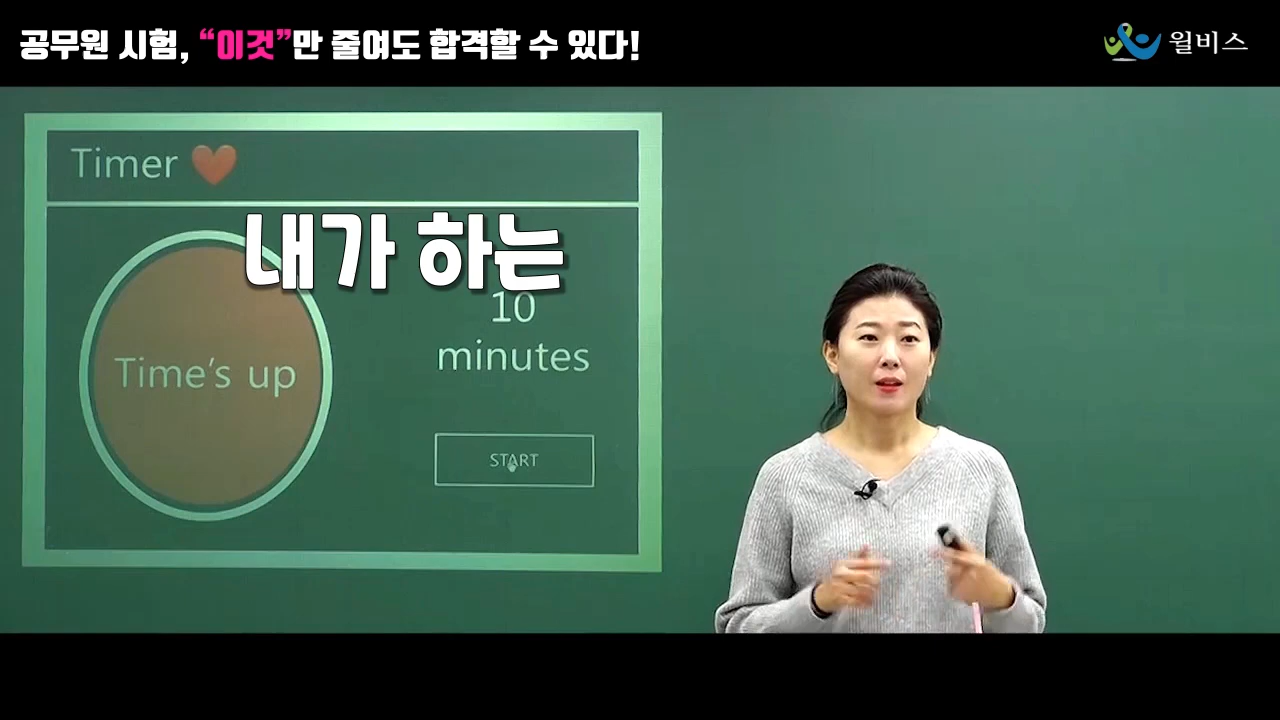 공무원 시험, “이것”만 줄여도 합격할 수 있다!
윌비스
Timer
내가 하는
10
minutes
Time's up
START